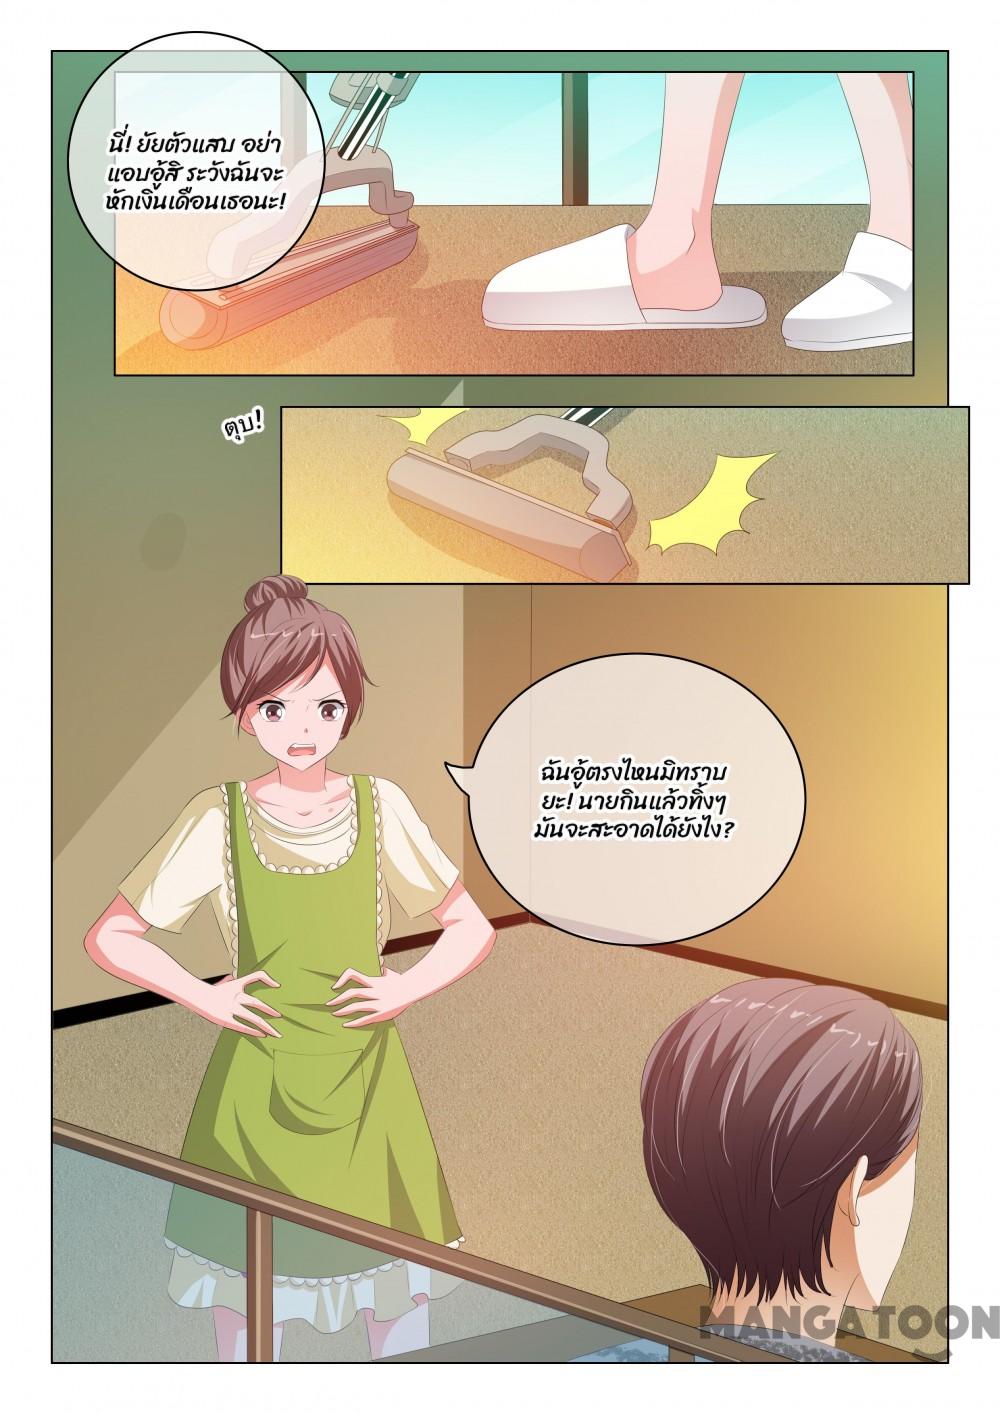 นี่! ยัยตัวแสบ อย่า
แอบอู้สิ ระวังฉันจะ
หักเงินเดือนเธอนะ!
ตุบ!
ฉันอู้ตรงไหนมิทราบ
ยะ! นายกินแล้วทิ้งๆ
มันจะสะอาดได้ยังไง?
MANGATOON